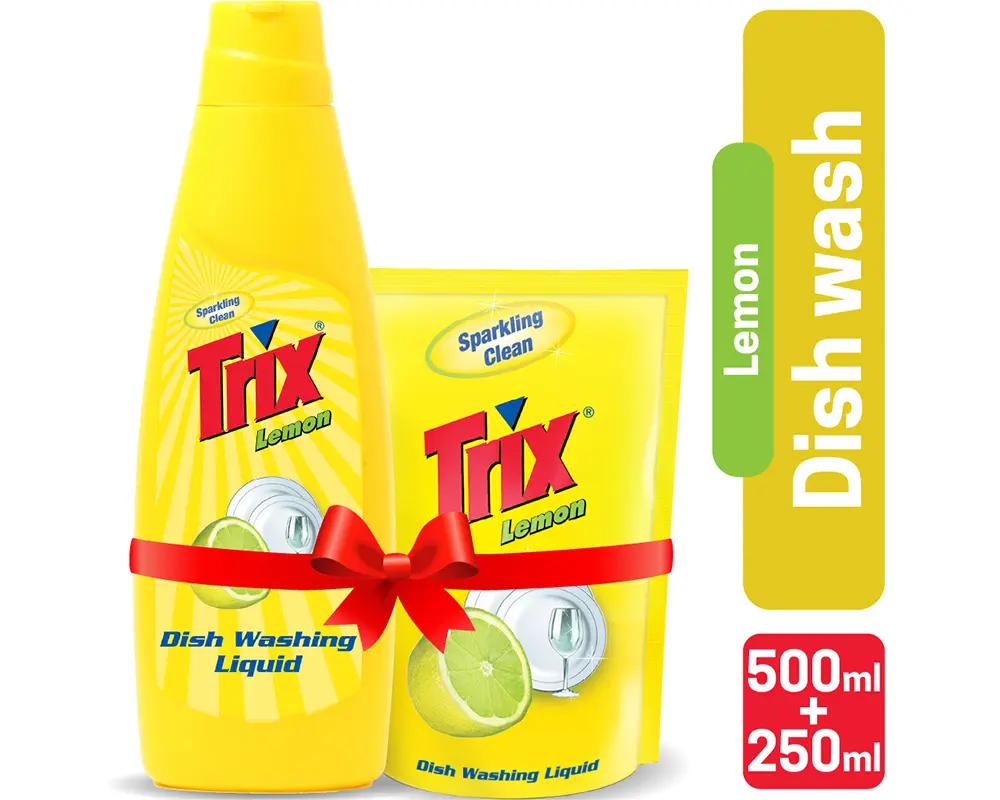 Sparkling
Clean
Trix®
Lemon
Dish Washing
Liquid
Sparkling
Clean
Trix®
Lemon
Dish Washing Liquid
Lemon
Dish wash
500ml
+
250ml